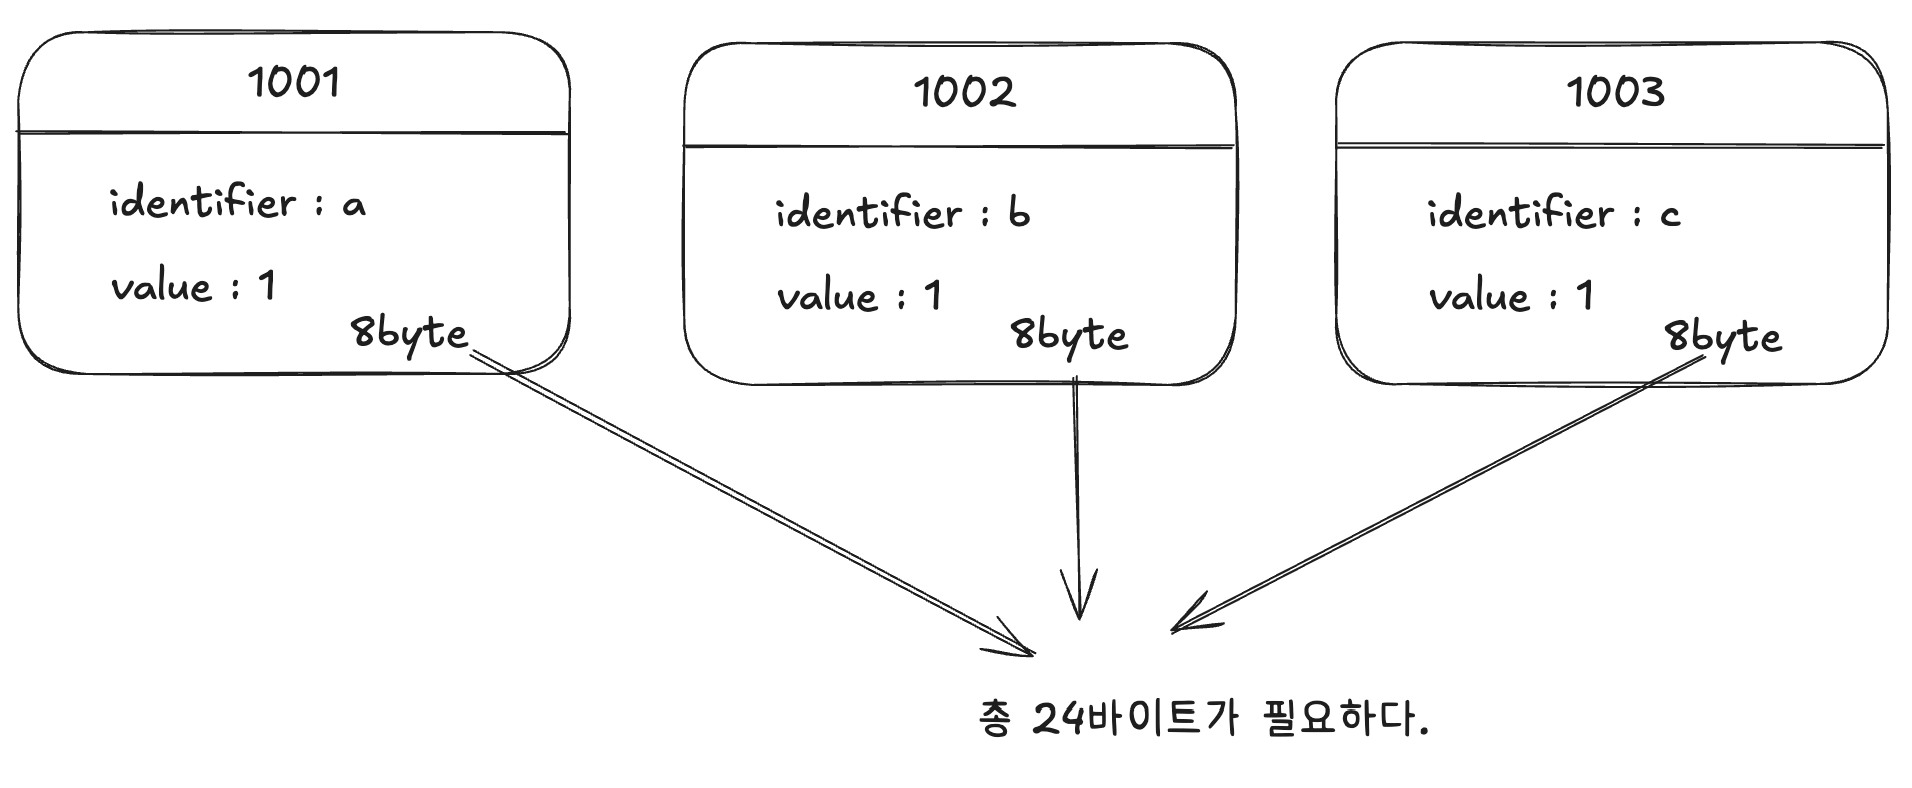 1001
identifier : a
value : 1
8byte
1002
identifier : b
value : 1
8byte
1003
identifier : c
value : 1
8byte
총 24바이트가 필요하다.